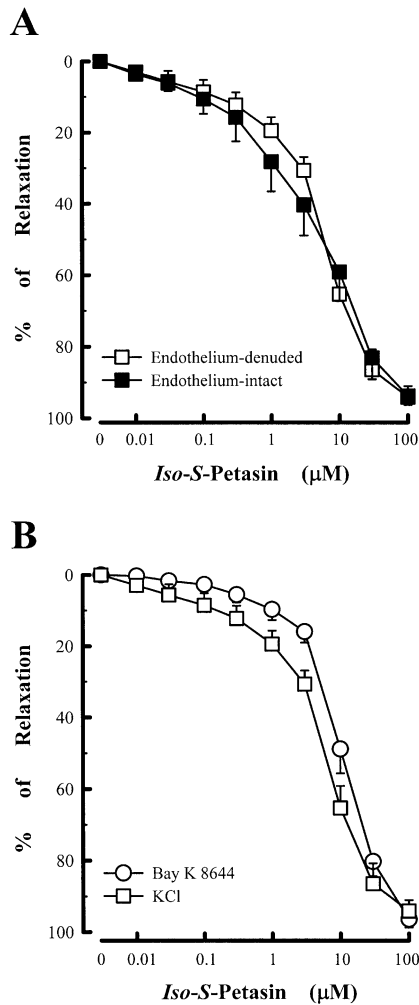 A
0
20
40
60
80
100
% of Relaxation
Endothelium-denuded
Endothelium-intact
0 0.01 0.1 1 10 100
Iso-S-Petasin (μM)
B
0
20
40
60
80
100
% of Relaxation
Bay K 8644
KCl
0 0.01 0.1 1 10 100
Iso-S-Petasin (μM)